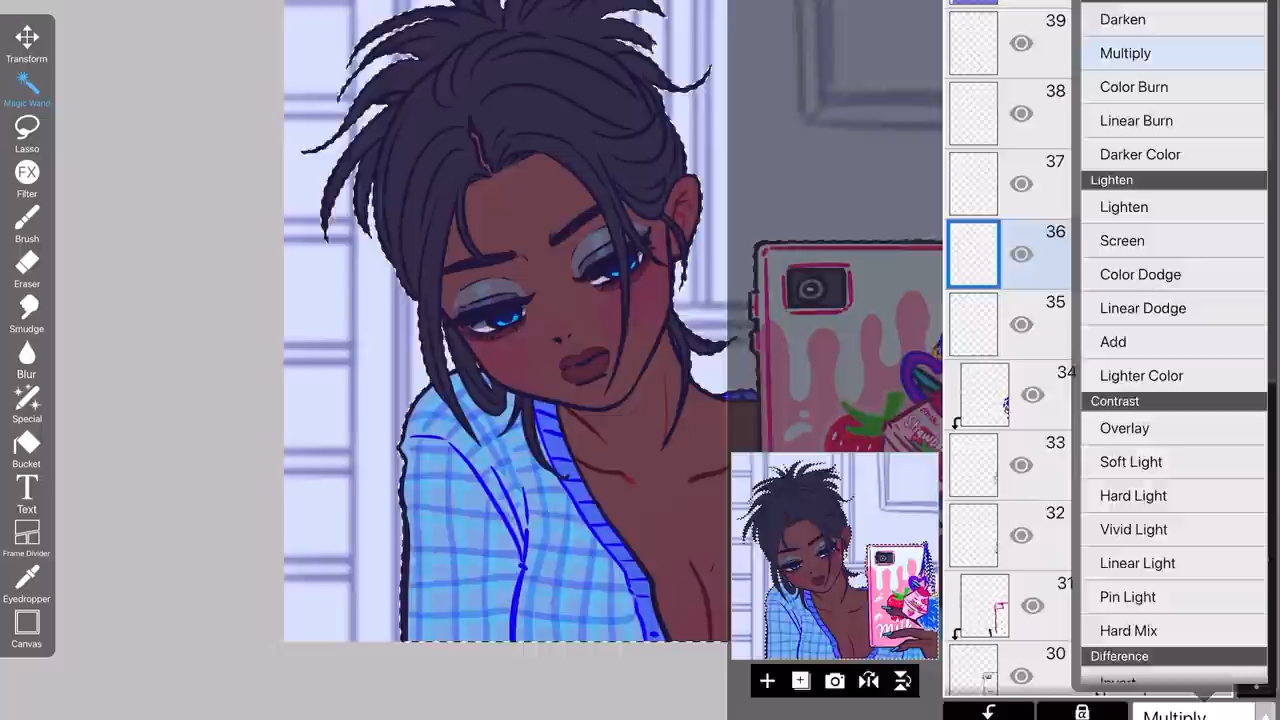 Transform
Magic Wand
Lasso
FX
Filter
Brush
Eraser
Smudge
Blur
Special
Bucket
T
Text
Frame Divider
Eyedropper
Canvas
39
38
37
36
35
34
33
32
31
30
Darken
Multiply
Color Burn
Linear Burn
Darker Color
Lighten
Lighten
Screen
Color Dodge
Linear Dodge
Add
Lighter Color
Contrast
Overlay
Soft Light
Hard Light
Vivid Light
Linear Light
Pin Light
Hard Mix
Difference
Invert
Multiply